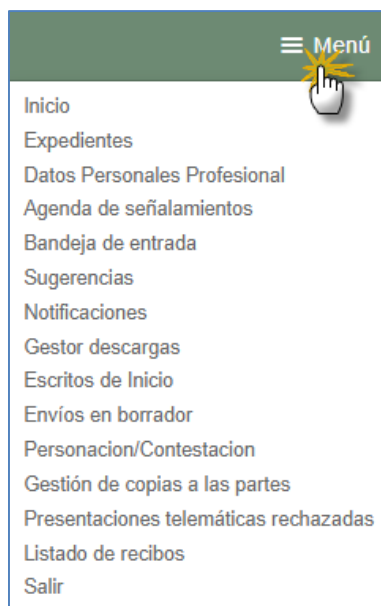 Menú
Inicio
Expedientes
Datos Personales Profesional
Agenda de señalamientos
Bandeja de entrada
Sugerencias
Notificaciones
Gestor descargas
Escritos de Inicio
Envíos en borrador
Personacion/Contestacion
Gestión de copias a las partes
Presentaciones telemáticas rechazadas
Listado de recibos
Salir